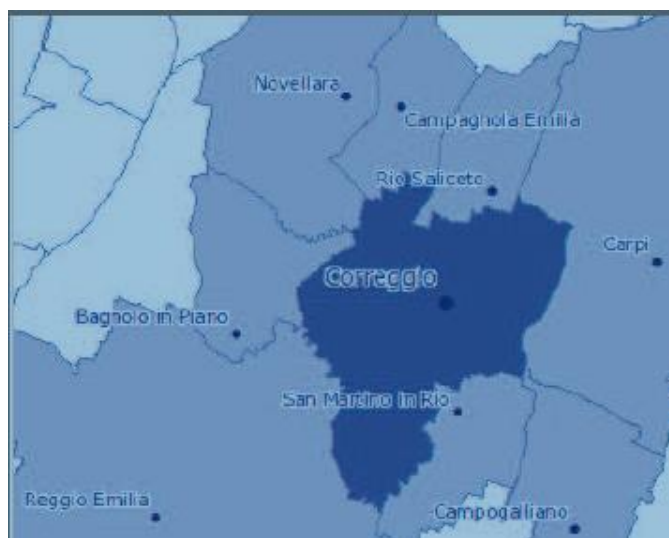 Novellara
Campagnola Emilia
Rio Saliceto
Carpi
Correggio
Bagnolo in Piano
San Martino in Rio
Reggio Emilia
Campogalliano